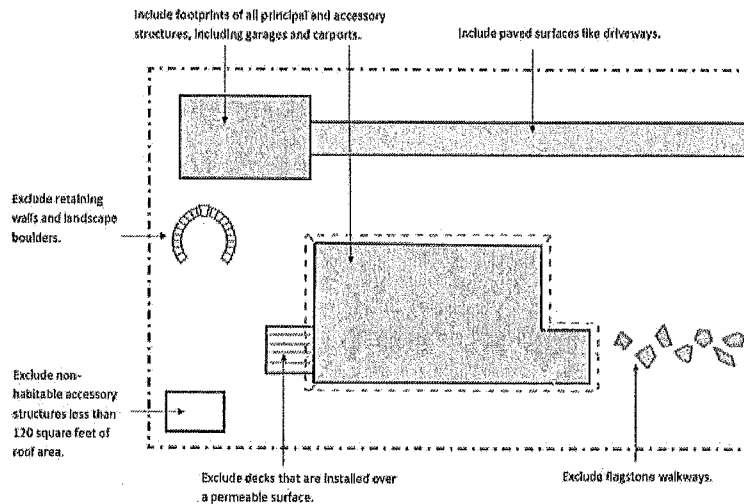 Include footprints of all principal and accessory
structures, including garages and carports.
Include paved surfaces like driveways.
Exclude retaining
walls and landscape
boulders.
Exclude non-
habitable accessory
structures less than
120 square feet of
roof area.
Exclude decks that are installed over
a permeable surface.
Exclude flagstone walkways.